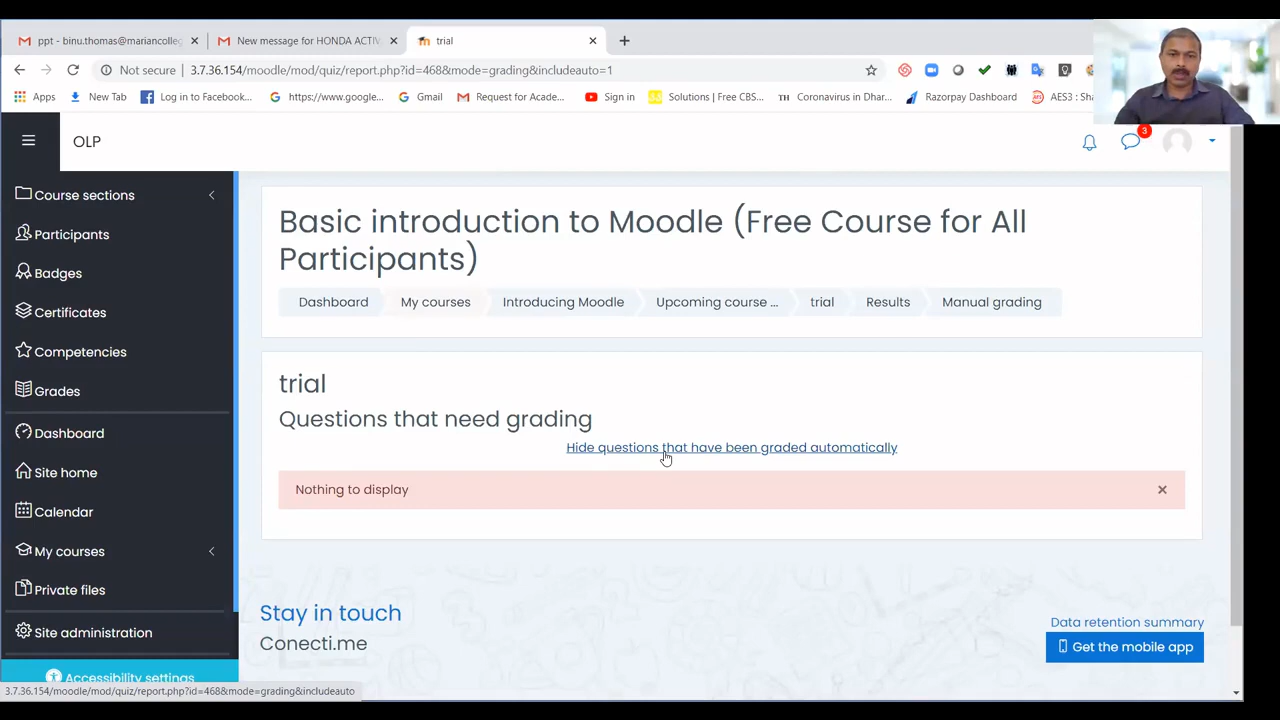 ppt - binu.thomas@mariancolleg
New message for HONDA ACTIV
trial
Not secure | 3.7.36.154/moodle/mod/quiz/report.php?id=468&mode=grading&includeauto=1
Apps
New Tab
Log in to Facebook...
https://www.google...
Gmail
Request for Acade...
Sign in
Solutions | Free CBS...
TH Coronavirus in Dhar...
Razorpay Dashboard
AES3 : Sha
OLP
3
Course sections
Participants
Badges
Certificates
Competencies
Grades
Dashboard
Site home
Calendar
My courses
Private files
Site administration
Accessibility settings
Basic introduction to Moodle (Free Course for All
Participants)
Dashboard
My courses
Introducing Moodle
Upcoming course ...
trial
Results
Manual grading
trial
Questions that need grading
Hide questions that have been graded automatically
Nothing to display
Stay in touch
Conecti.me
Data retention summary
Get the mobile app
3.7.36.154/moodle/mod/quiz/report.php?id=468&mode=grading&includeauto